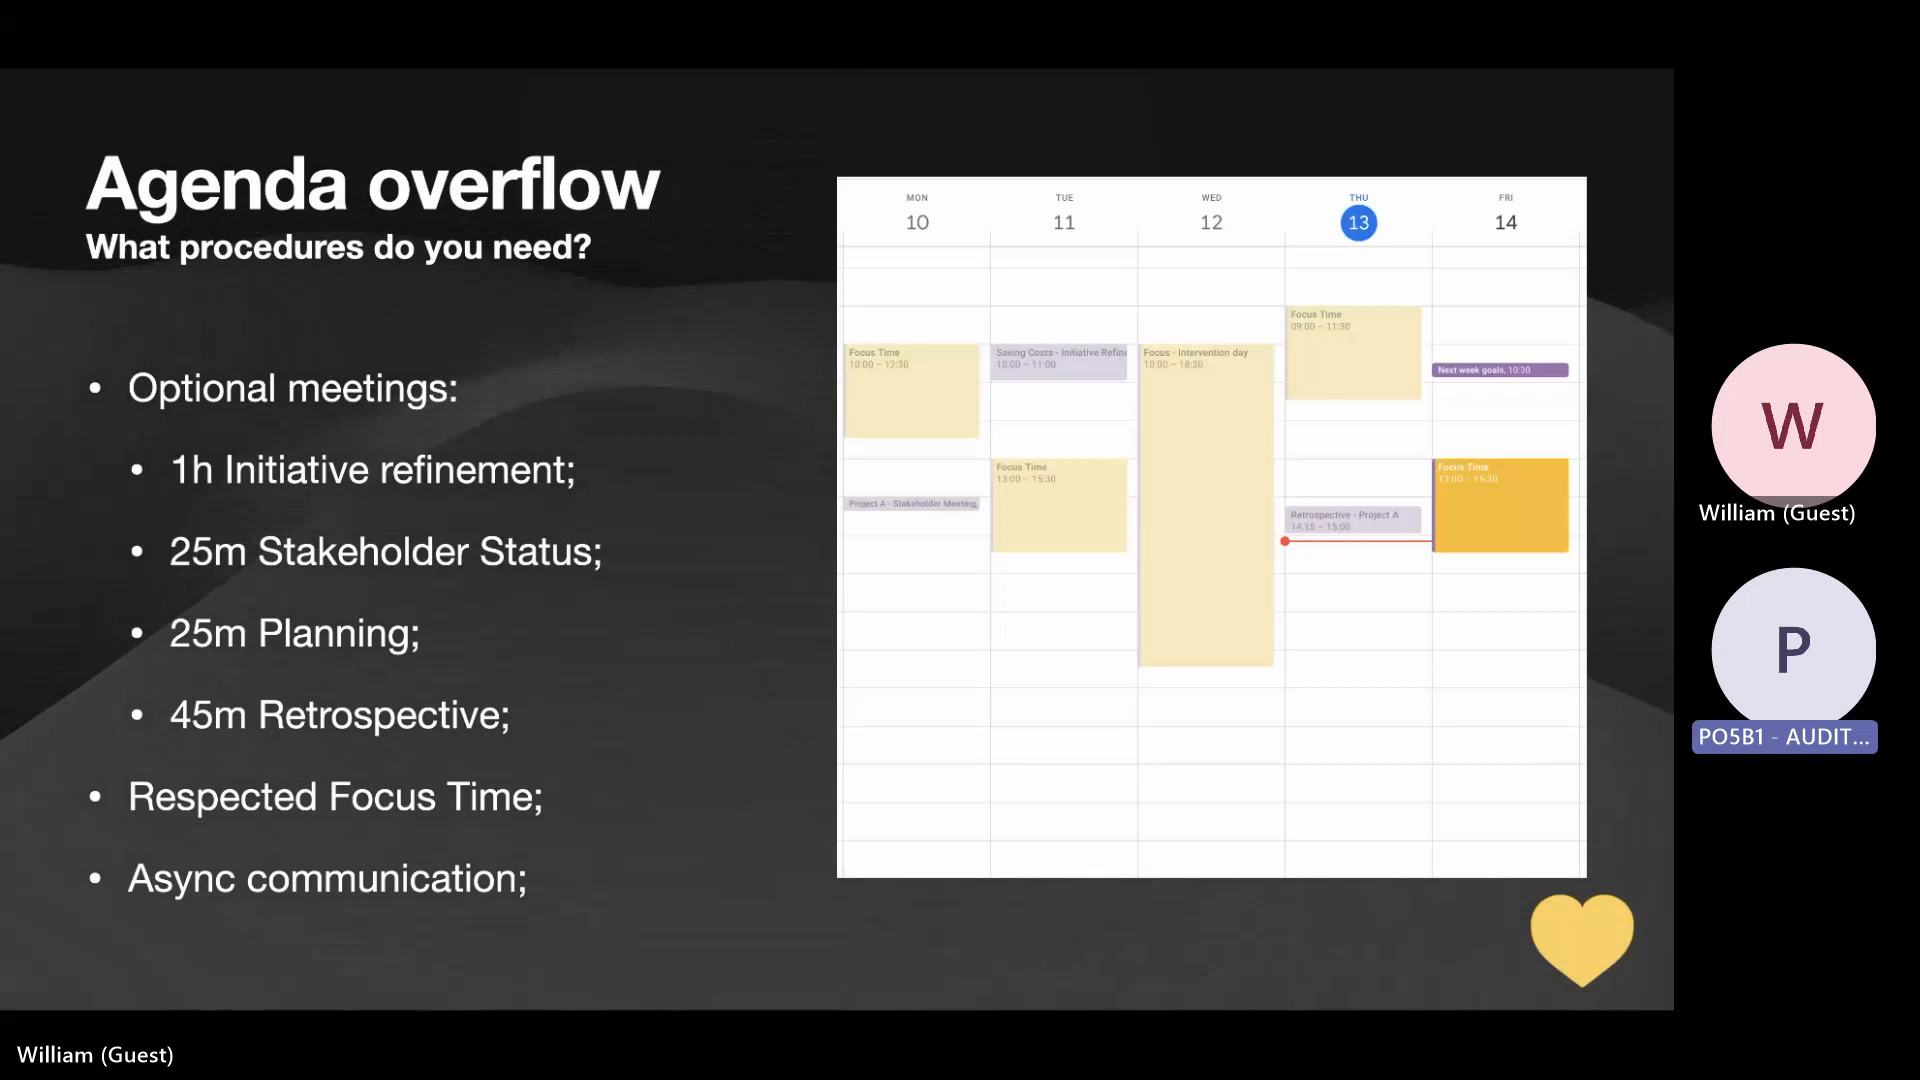 Agenda overflow
What procedures do you need?
• Optional meetings:
• 1h Initiative refinement;
• 25m Stakeholder Status;
• 25m Planning;
• 45m Retrospective;
• Respected Focus Time;
• Async communication;
MON
10
TUE
11
WED
12
THU
13
FRI
14
Focus Time
10:00 – 12:30
Project A - Stakeholder Meeting,
Saving Costs - Initiative Refine
10:00 – 11:00
Focus Time
13:00 – 15:30
Focus - Intervention day
10:00 – 18:30
Focus Time
09:00 – 11:30
Retrospective - Project A
14:15 – 15:00
Next week goals, 10:30
Focus Time
13:00 – 15:30
W
William (Guest)
P
PO5B1 - AUDIT...
William (Guest)